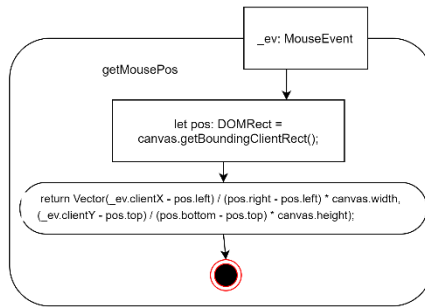 _ev: MouseEvent
getMousePos
let pos: DOMRect =
canvas.getBoundingClientRect();
return Vector(_ev.clientX - pos.left) / (pos.right - pos.left) * canvas.width,
(_ev.clientY - pos.top) / (pos.bottom - pos.top) * canvas.height);